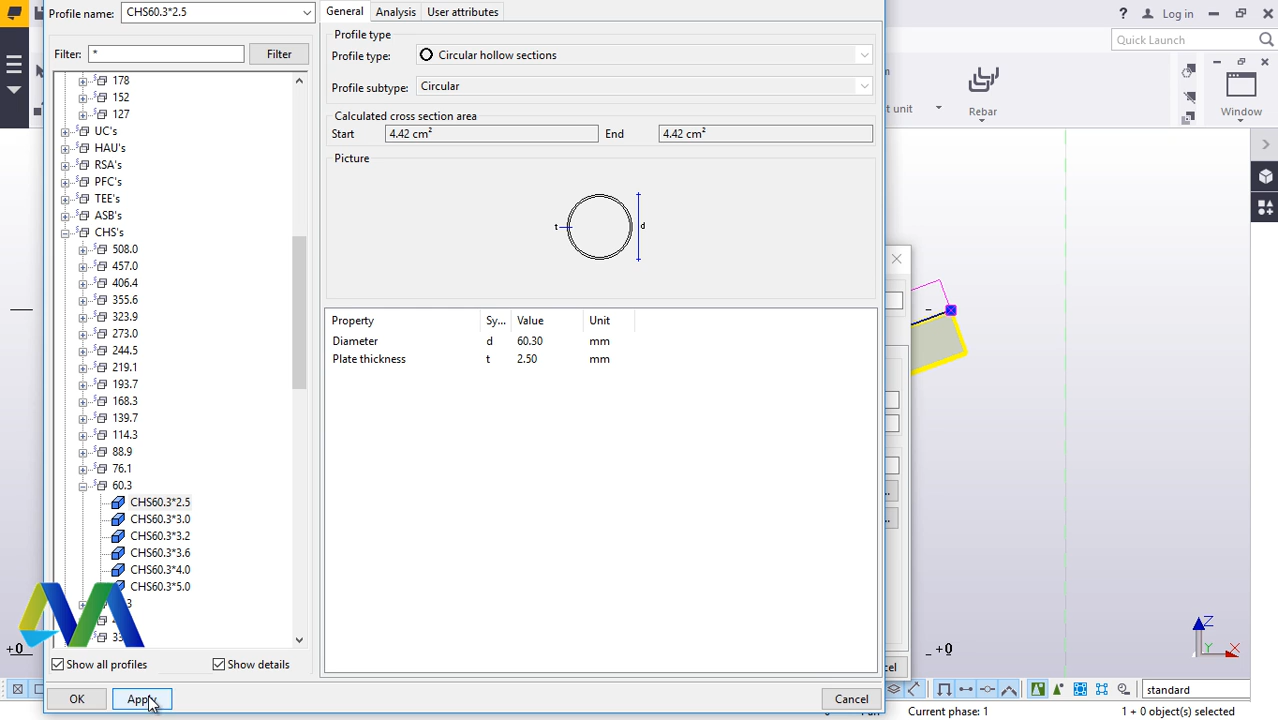 Profile name: CHS60.3*2.5
General Analysis User attributes
? Log in
Profile type
Quick Launch
Filter: * Filter
Profile type: Circular hollow sections
178
Profile subtype: Circular
152
unit
Rebar
Window
127
Calculated cross section area
UC's
Start 4.42 cm² End 4.42 cm²
HAU's
Picture
RSA's
PFC's
TEE's
ASB's
t d
CHS's
508.0
457.0
406.4
355.6
323.9
Property Sy... Value Unit
273.0
Diameter d 60.30 mm
244.5
Plate thickness t 2.50 mm
219.1
193.7
168.3
139.7
114.3
88.9
76.1
60.3
CHS60.3*2.5
CHS60.3*3.0
CHS60.3*3.2
CHS60.3*3.6
CHS60.3*4.0
CHS60.3*5.0
Z
+0
+0
Y X
Show all profiles Show details
OK Apply Cancel
standard
Current phase: 1 1 + 0 object(s) selected